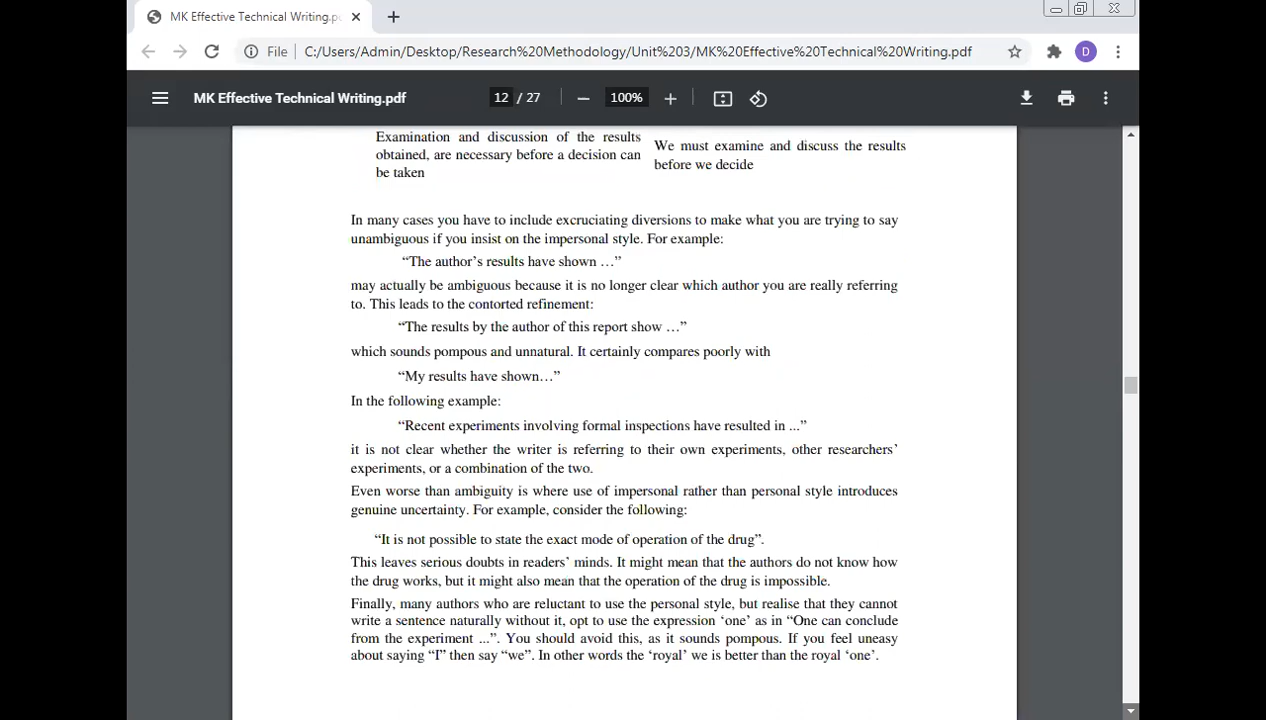 MK Effective Technical Writing.pc
File C:/Users/Admin/Desktop/Research%20Methodology/Unit%203/MK%20Effective%20Technical%20Writing.pdf
D
MK Effective Technical Writing.pdf
12 / 27
100%
Examination and discussion of the results
obtained, are necessary before a decision can
be taken
We must examine and discuss the results
before we decide
In many cases you have to include excruciating diversions to make what you are trying to say
unambiguous if you insist on the impersonal style. For example:
“The author’s results have shown …”
may actually be ambiguous because it is no longer clear which author you are really referring
to. This leads to the contorted refinement:
“The results by the author of this report show …”
which sounds pompous and unnatural. It certainly compares poorly with
“My results have shown…”
In the following example:
“Recent experiments involving formal inspections have resulted in ...”
it is not clear whether the writer is referring to their own experiments, other researchers’
experiments, or a combination of the two.
Even worse than ambiguity is where use of impersonal rather than personal style introduces
genuine uncertainty. For example, consider the following:
“It is not possible to state the exact mode of operation of the drug”.
This leaves serious doubts in readers’ minds. It might mean that the authors do not know how
the drug works, but it might also mean that the operation of the drug is impossible.
Finally, many authors who are reluctant to use the personal style, but realise that they cannot
write a sentence naturally without it, opt to use the expression ‘one’ as in “One can conclude
from the experiment ...”. You should avoid this, as it sounds pompous. If you feel uneasy
about saying “I” then say “we”. In other words the ‘royal’ we is better than the royal ‘one’.